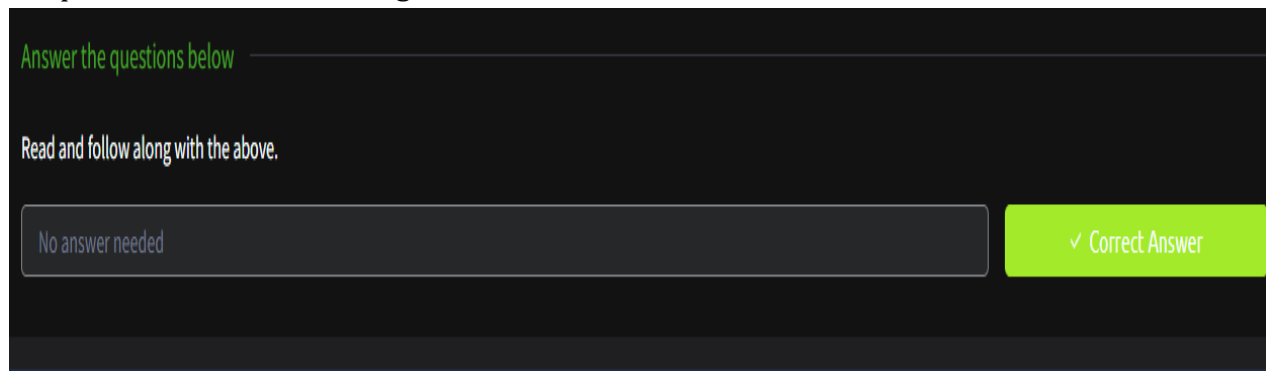 Answer the questions below
Read and follow along with the above.
No answer needed
✓ Correct Answer